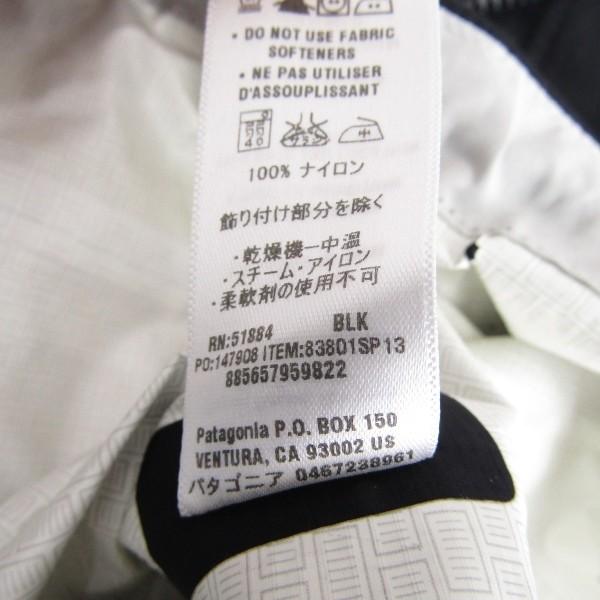 • DO NOT USE FABRIC
SOFTENERS
• NE PAS UTILISER
D'ASSOUPLISSANT
40
100% ナイロン
飾り付け部分を除く
・乾燥機ー中温
・スチーム・アイロン
・柔軟剤の使用不可
RN:51884 BLK
PO:147908 ITEM:83801SP13
885657959822
Patagonia P.O. BOX 150
VENTURA, CA 93002 US
パタゴニア 0467238961